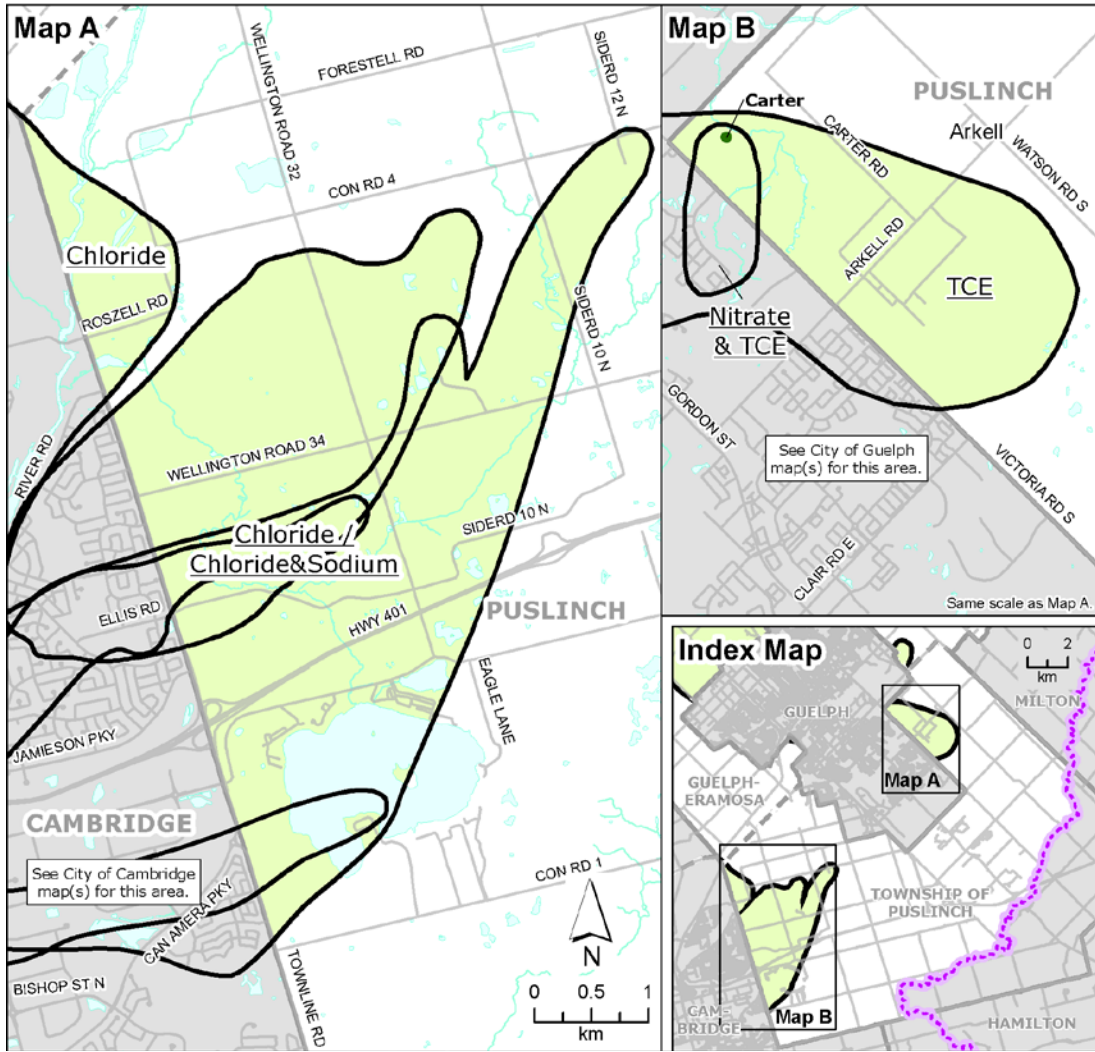 Map A
WELLINGTON ROAD 32
FORESTELL RD
SIDERD 12 N
CON RD 4
Chloride
ROSZELL RD
SIDERD 10 N
RIVER RD
WELLINGTON ROAD 34
SIDERD 10 N
Chloride /
Chloride&Sodium
ELLIS RD
HWY 401
PUSLINCH
EAGLE LANE
JAMIESON PKY
CAMBRIDGE
See City of Cambridge
map(s) for this area.
CAN AMERA PKY
CON RD 1
BISHOP ST N
TOWNLINE RD
N
0 0.5 1
km
Map B
PUSLINCH
Carter
Arkell
CARTER RD
WATSON RD S
ARKELL RD
TCE
Nitrate
& TCE
GORDON ST
See City of Guelph
map(s) for this area.
VICTORIA RD S
CLAIR RD E
Same scale as Map A.
Index Map
0 2
km
MILTON
GUELPH
Map A
GUELPH-
ERAMOSA
TOWNSHIP OF
PUSLINCH
CAM-
BRIDGE
Map B
HAMILTON